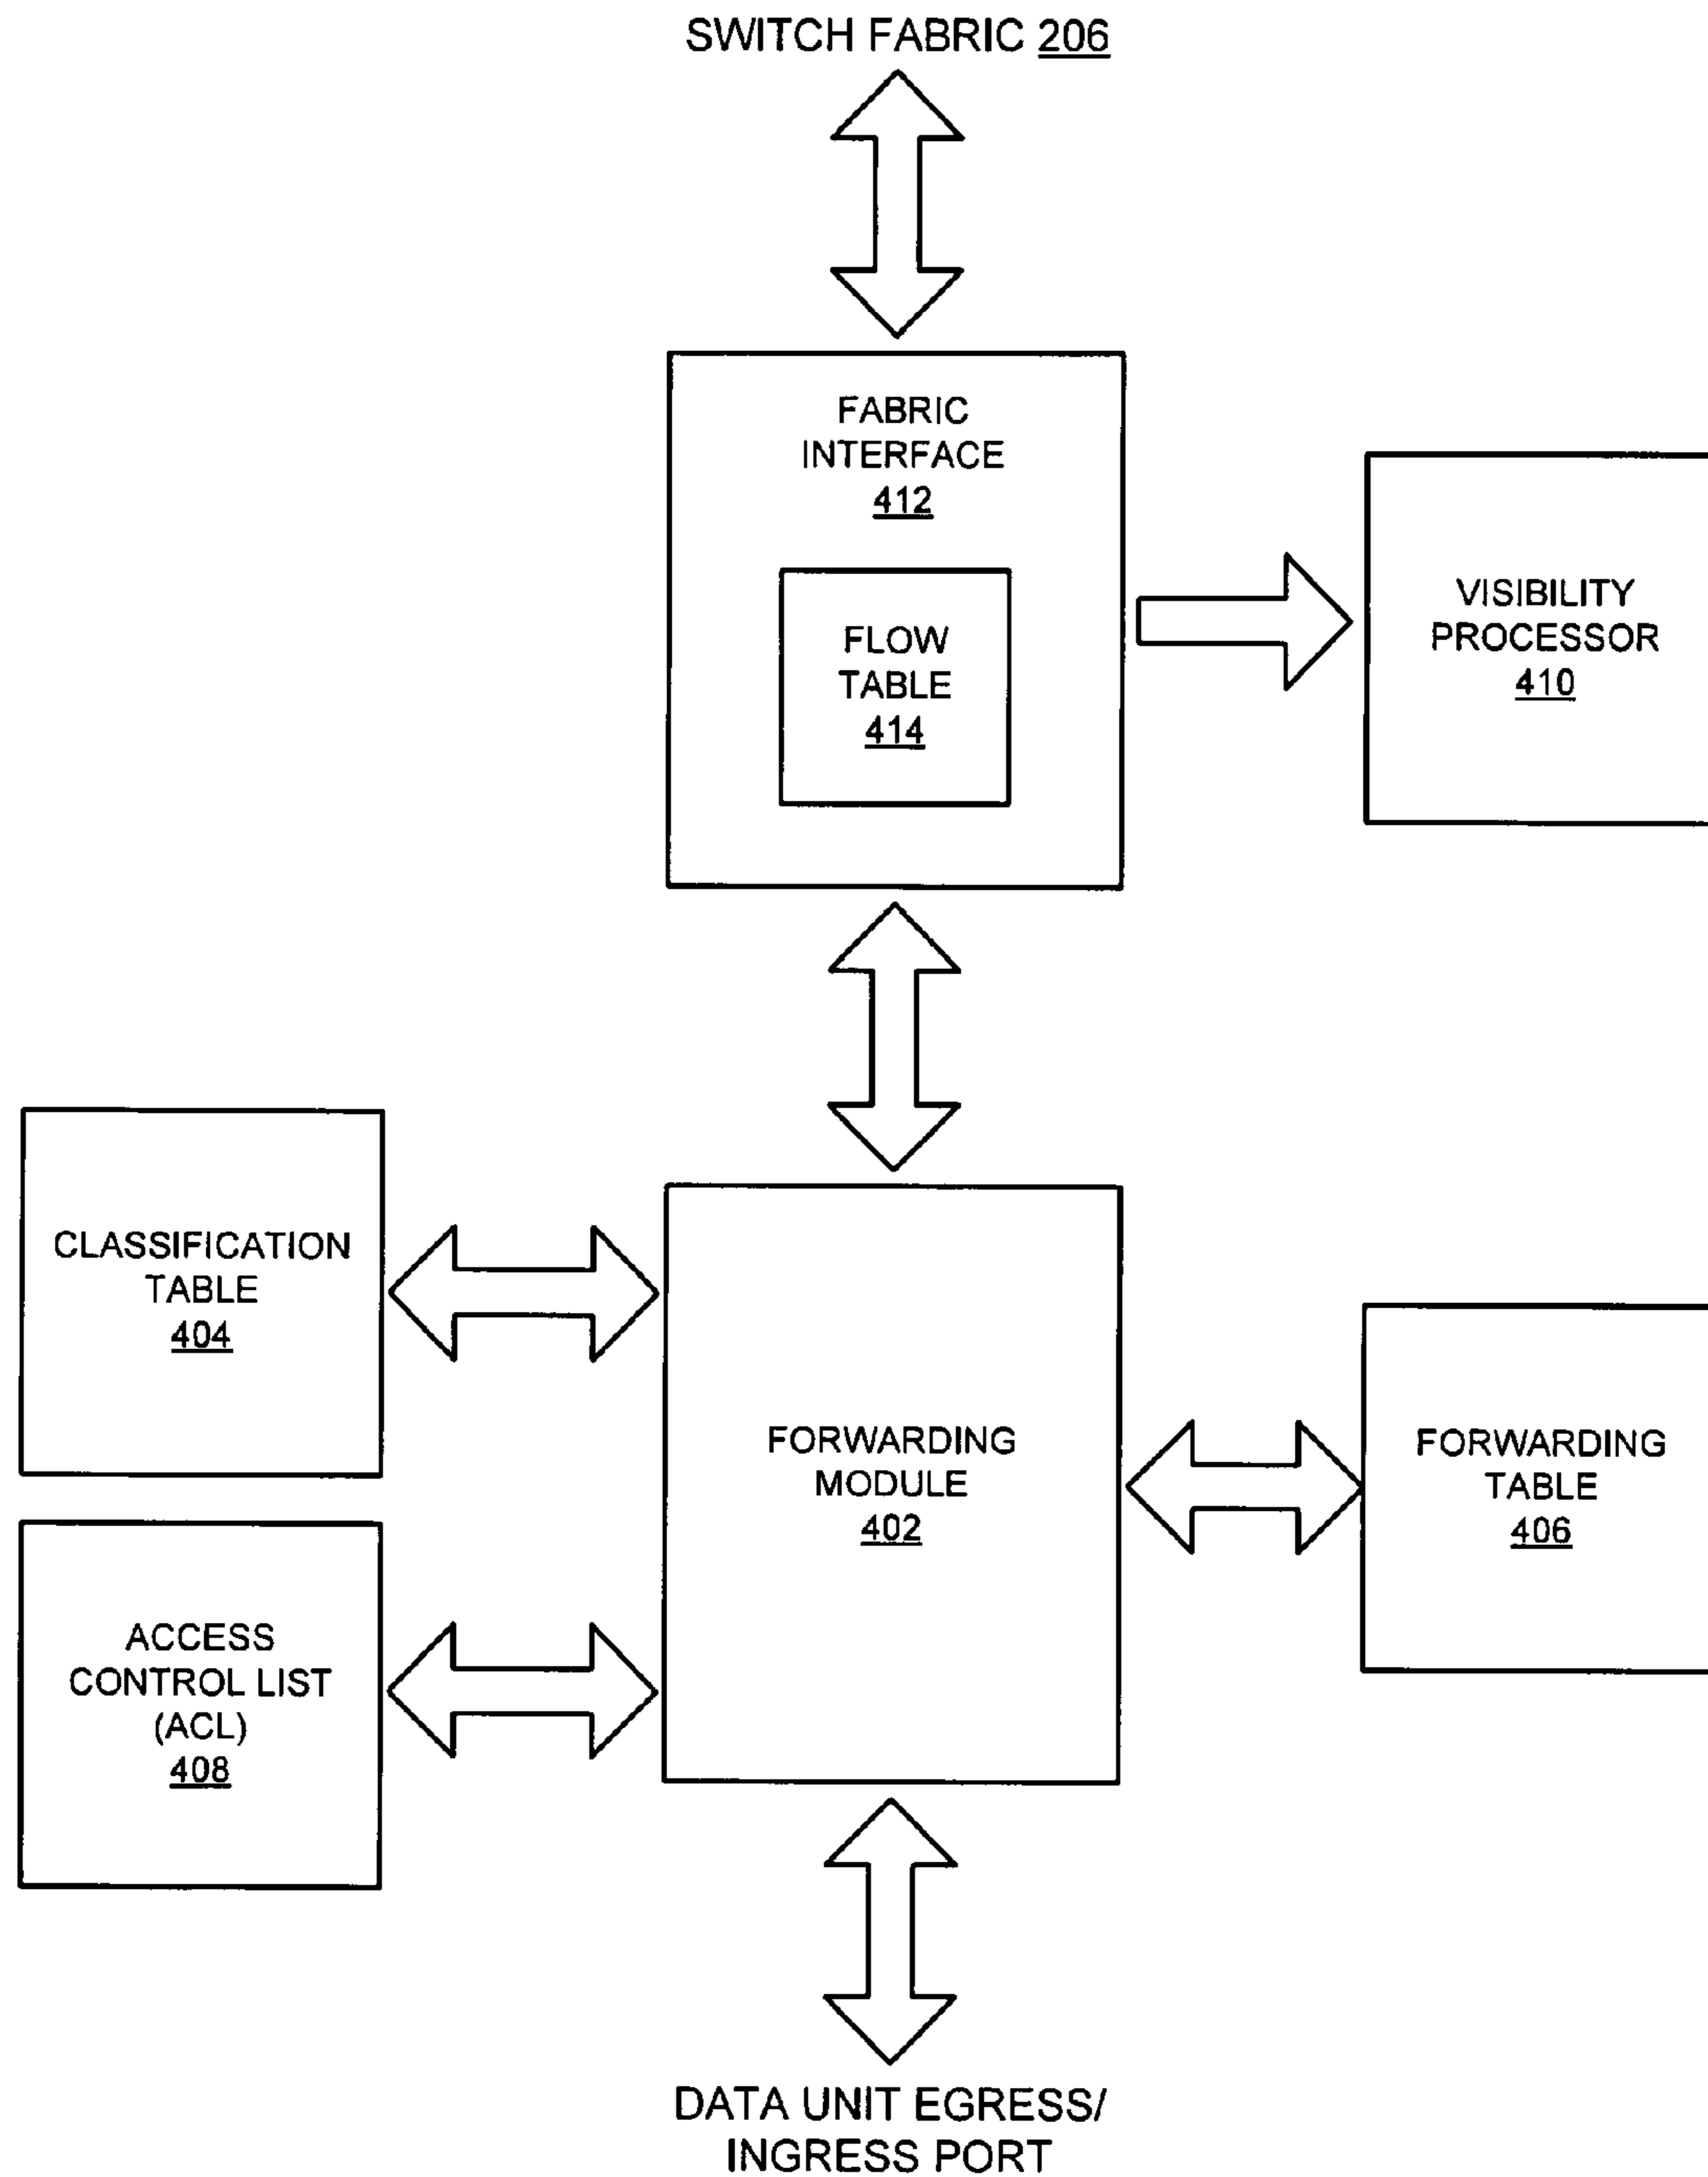 SWITCH FABRIC 206
FABRIC
INTERFACE
412
FLOW
TABLE
414
VISIBILITY
PROCESSOR
410
CLASSIFICATION
TABLE
404
FORWARDING
MODULE
402
FORWARDING
TABLE
406
ACCESS
CONTROL LIST
(ACL)
408
DATA UNIT EGRESS/
INGRESS PORT